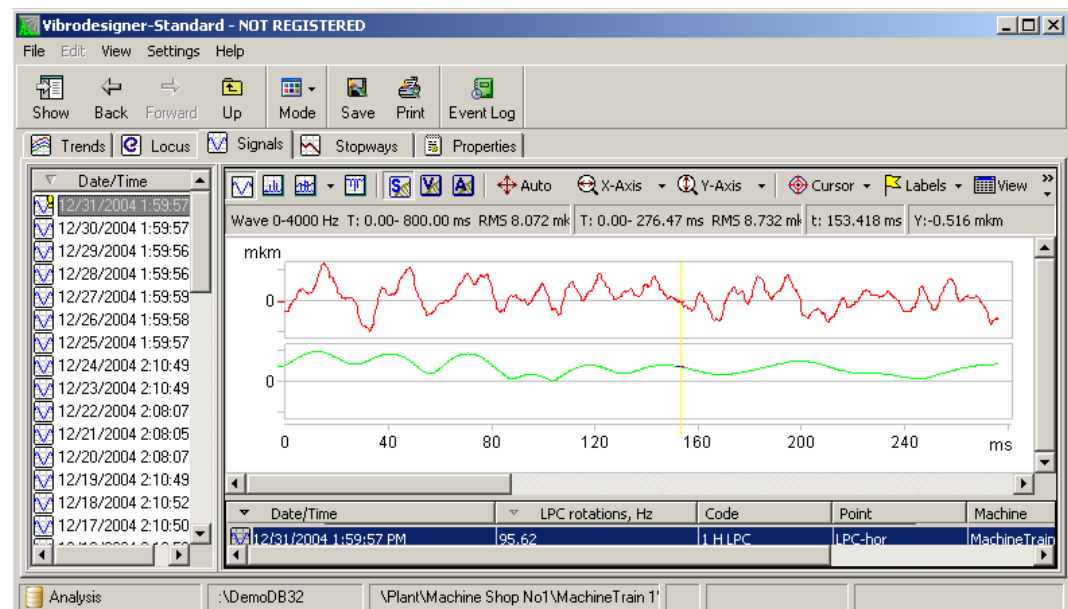 Vibrodesigner-Standard - NOT REGISTERED
File Edit View Settings Help
Show Back Forward Up Mode Save Print Event Log
Trends Locus Signals Stopways Properties
Date/Time
12/31/2004 1:59:57
12/30/2004 1:59:57
12/29/2004 1:59:56
12/28/2004 1:59:56
12/27/2004 1:59:59
12/26/2004 1:59:58
12/25/2004 1:59:57
12/24/2004 2:10:49
12/23/2004 2:10:49
12/22/2004 2:08:07
12/21/2004 2:08:05
12/20/2004 2:08:07
12/19/2004 2:10:49
12/18/2004 2:10:52
12/17/2004 2:10:50
S V A Auto X-Axis Y-Axis Cursor Labels View
Wave 0-4000 Hz T: 0.00- 800.00 ms RMS 8.072 mk T: 0.00- 276.47 ms RMS 8.732 mk t: 153.418 ms Y:-0.516 mkm
mkm
0
0
0 40 80 120 160 200 240 ms
Date/Time LPC rotations, Hz Code Point Machine
12/31/2004 1:59:57 PM 95.62 1 H LPC LPC-hor MachineTrain
Analysis :\DemoDB32 \Plant\Machine Shop No1\MachineTrain 1'